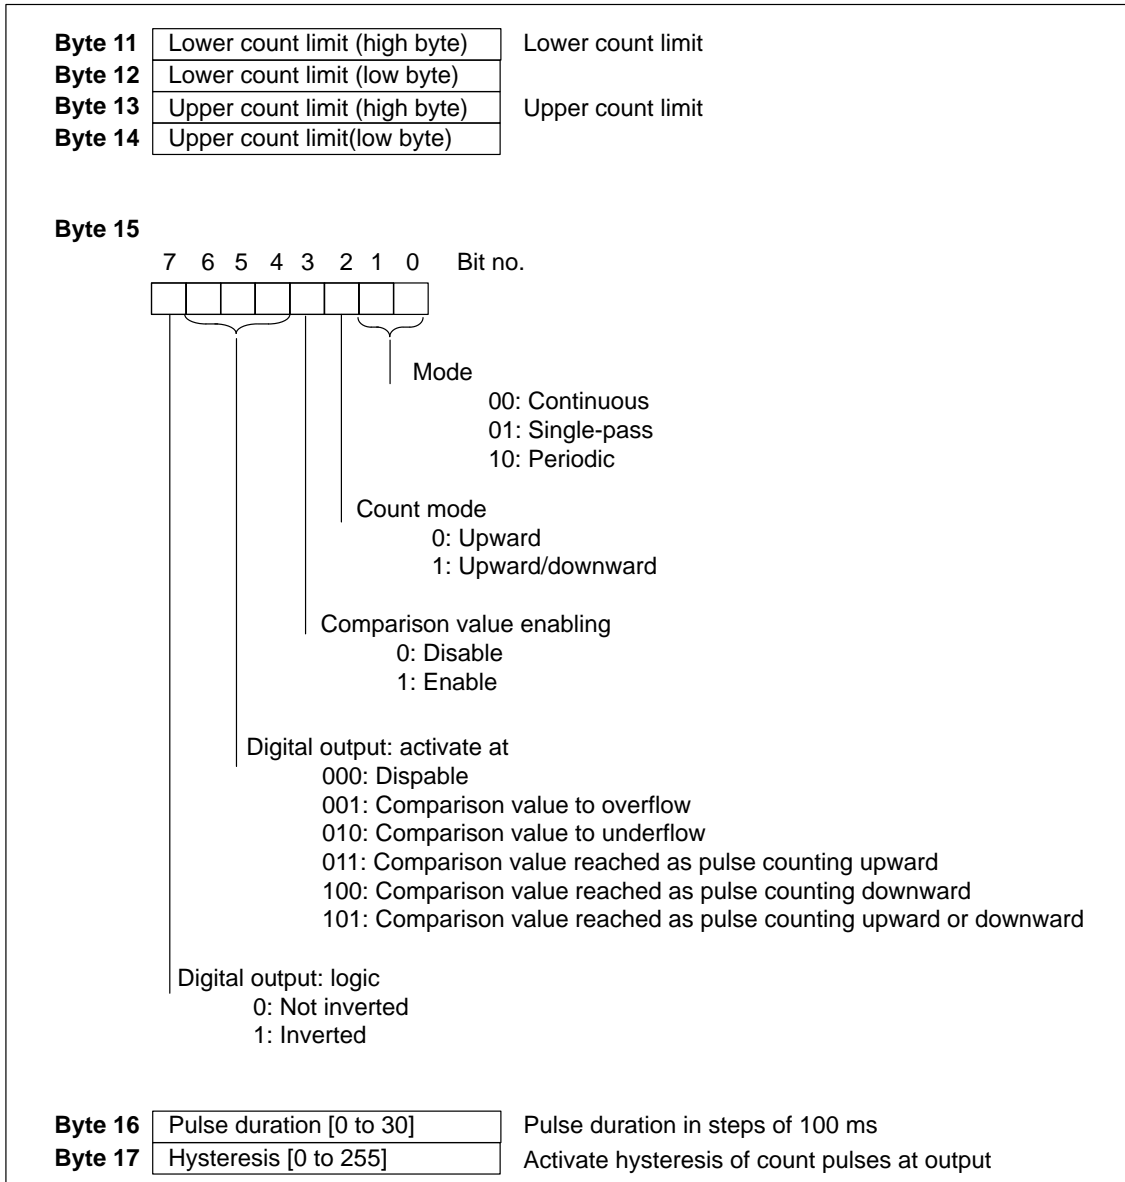 Byte 11 Lower count limit (high byte) Lower count limit
Byte 12 Lower count limit (low byte)
Byte 13 Upper count limit (high byte) Upper count limit
Byte 14 Upper count limit(low byte)
Byte 15
7 6 5 4 3 2 1 0 Bit no.
Mode
00: Continuous
01: Single-pass
10: Periodic
Count mode
0: Upward
1: Upward/downward
Comparison value enabling
0: Disable
1: Enable
Digital output: activate at
000: Dispable
001: Comparison value to overflow
010: Comparison value to underflow
011: Comparison value reached as pulse counting upward
100: Comparison value reached as pulse counting downward
101: Comparison value reached as pulse counting upward or downward
Digital output: logic
0: Not inverted
1: Inverted
Byte 16 Pulse duration [0 to 30] Pulse duration in steps of 100 ms
Byte 17 Hysteresis [0 to 255] Activate hysteresis of count pulses at output